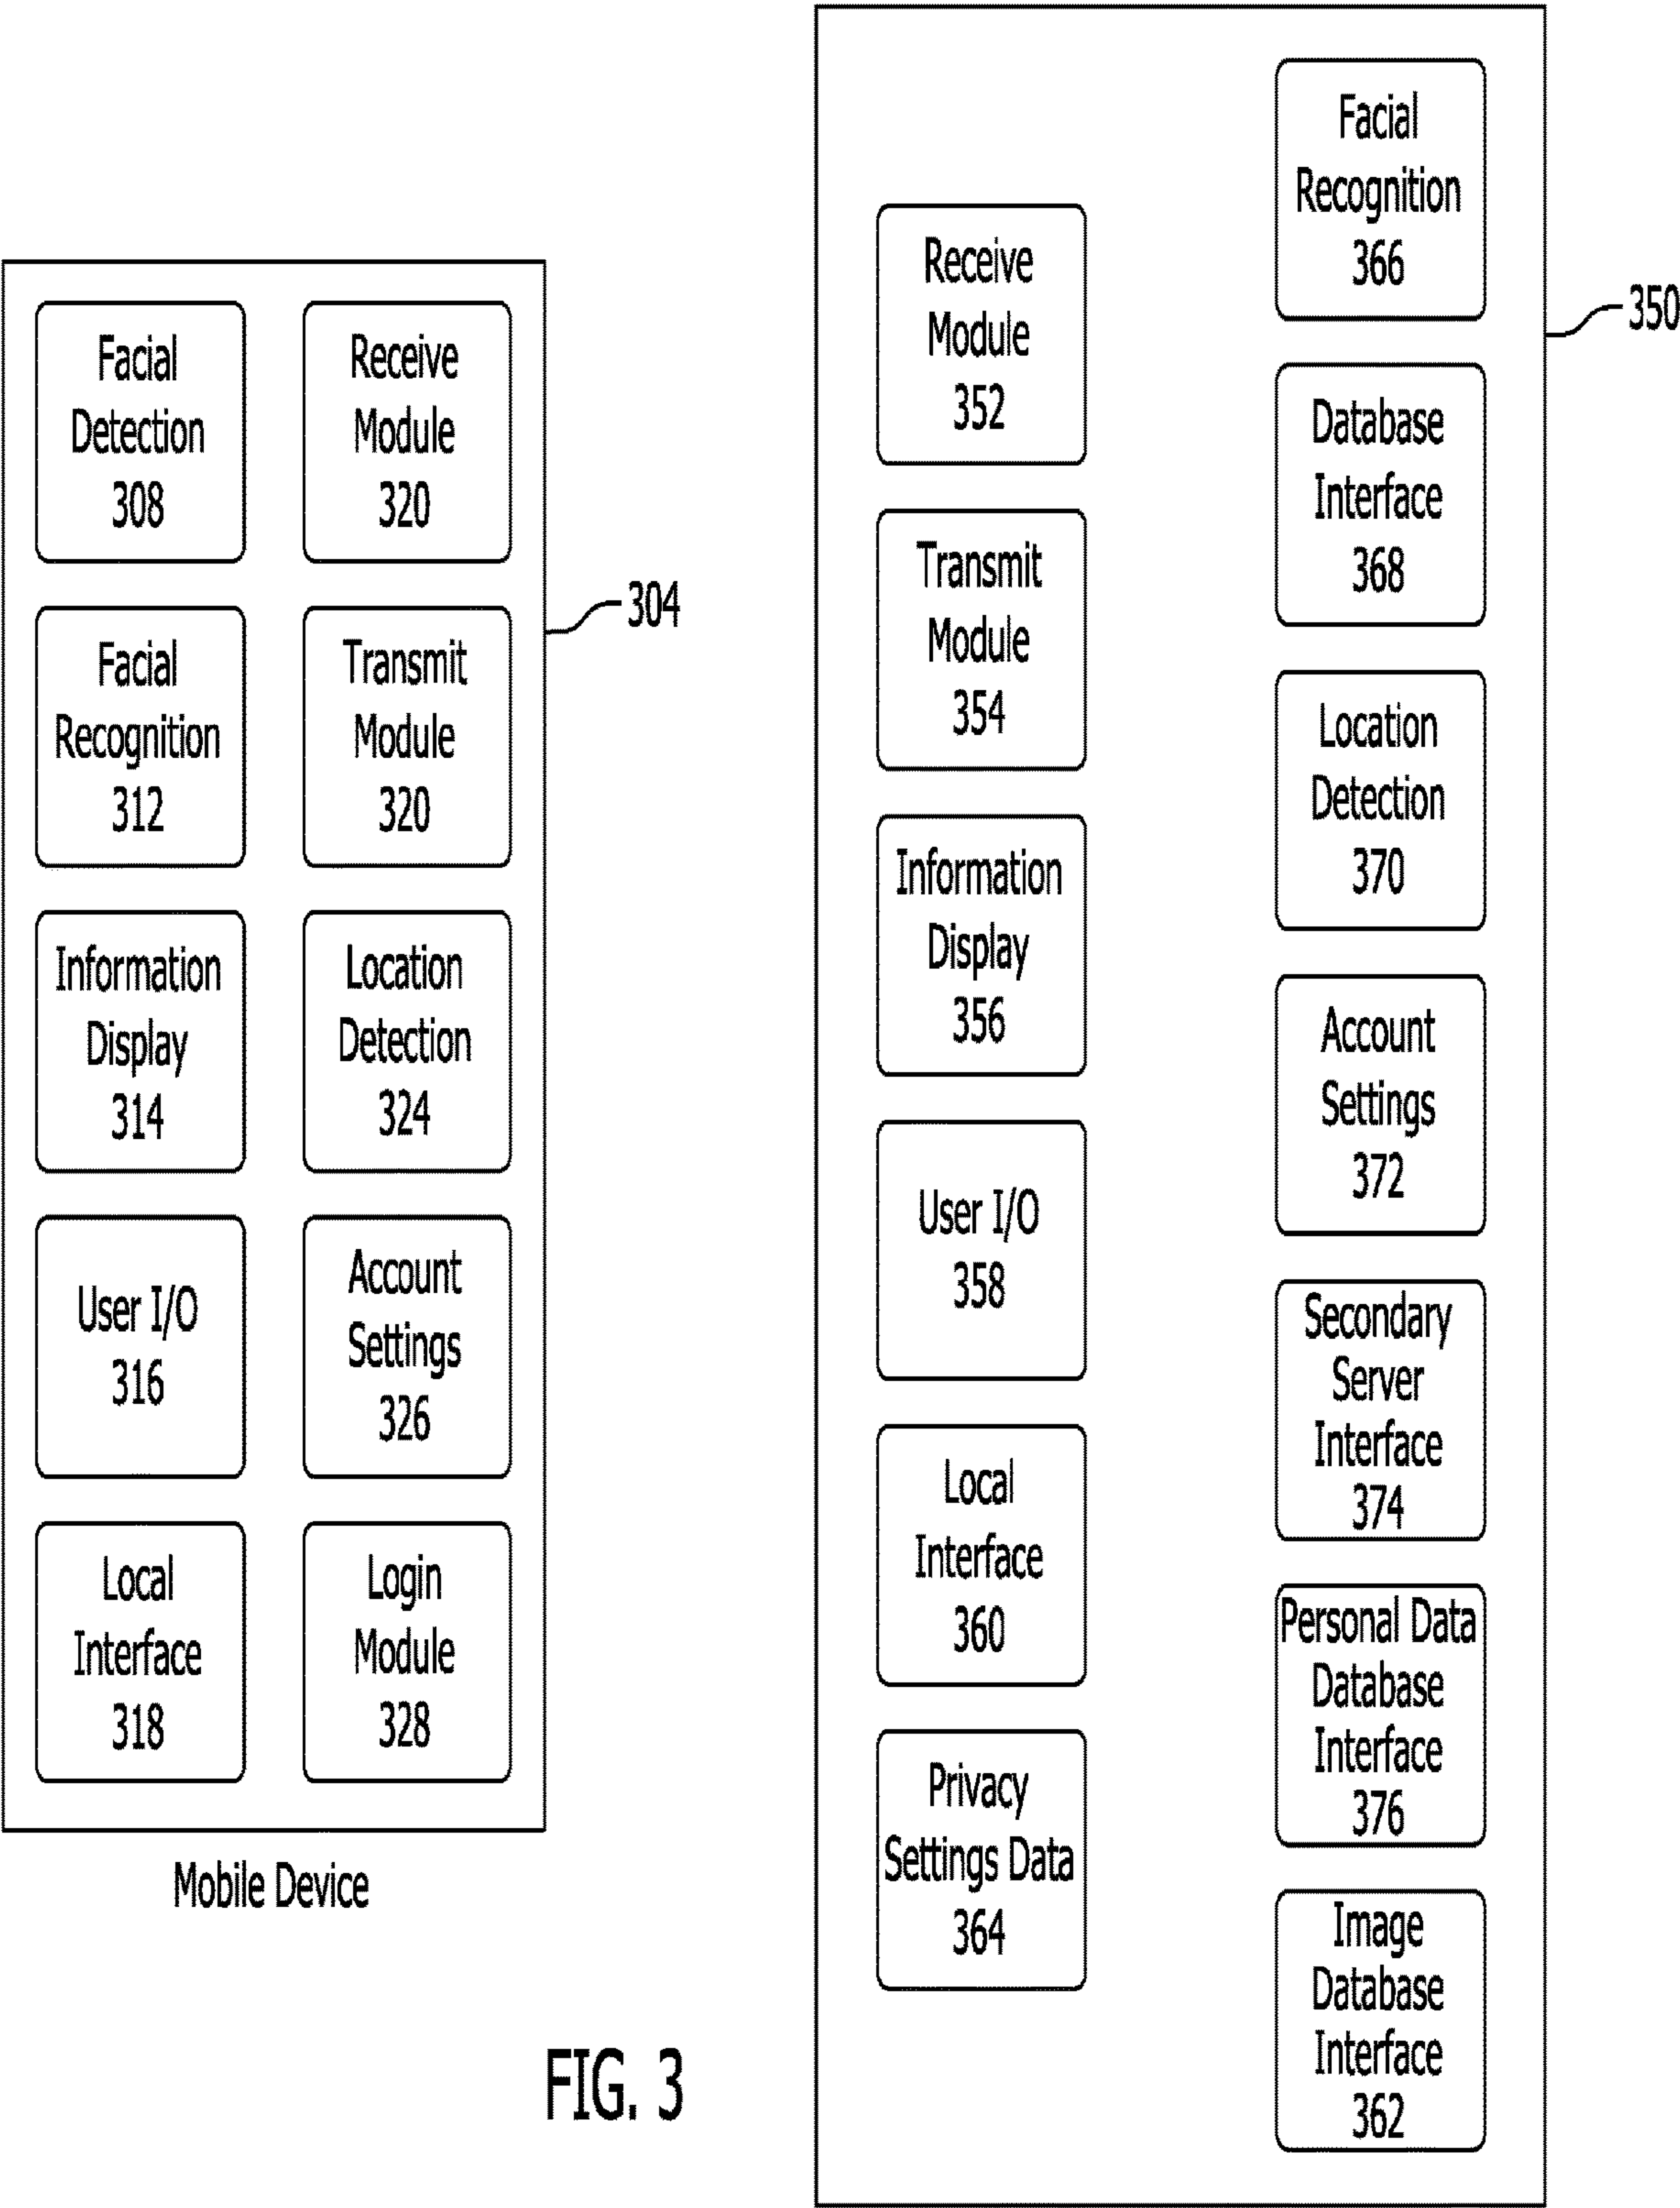 Facial
Detection
308
Receive
Module
320
Facial
Recognition
312
Transmit
Module
320
304
Information
Display
314
Location
Detection
324
User I/O
316
Account
Settings
326
Local
Interface
318
Login
Module
328
Mobile Device
Receive
Module
352
Transmit
Module
354
Information
Display
356
User I/O
358
Local
Interface
360
Privacy
Settings Data
364
Facial
Recognition
366
350
Database
Interface
368
Location
Detection
370
Account
Settings
372
Secondary
Server
Interface
374
Personal Data
Database
Interface
376
Image
Database
Interface
362
FIG. 3